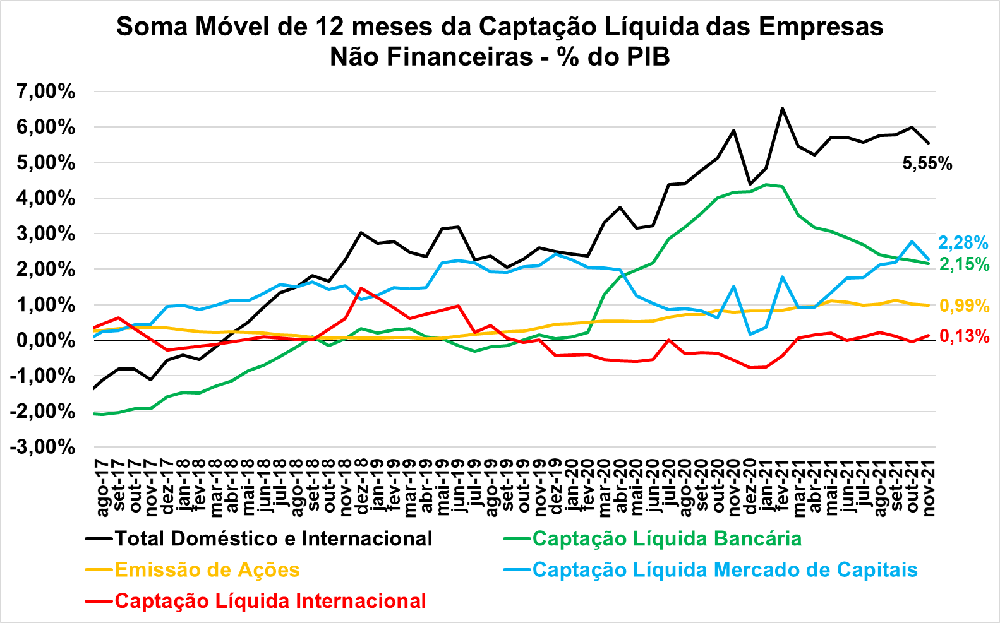 Soma Móvel de 12 meses da Captação Líquida das Empresas
Não Financeiras - % do PIB
7,00%
6,00%
5,00%
4,00%
3,00%
2,00%
1,00%
0,00%
-1,00%
-2,00%
-3,00%
5,55%
2,28%
2,15%
0,99%
0,13%
ago-17
set-17
out-17
nov-17
dez-17
jan-18
fev-18
mar-18
abr-18
mai-18
jun-18
jul-18
ago-18
set-18
out-18
nov-18
dez-18
jan-19
fev-19
mar-19
abr-19
mai-19
jun-19
jul-19
ago-19
set-19
out-19
nov-19
dez-19
jan-20
fev-20
mar-20
abr-20
mai-20
jun-20
jul-20
ago-20
set-20
out-20
nov-20
dez-20
jan-21
fev-21
mar-21
abr-21
mai-21
jun-21
jul-21
ago-21
set-21
out-21
nov-21
Total Doméstico e Internacional
Captação Líquida Bancária
Emissão de Ações
Captação Líquida Mercado de Capitais
Captação Líquida Internacional